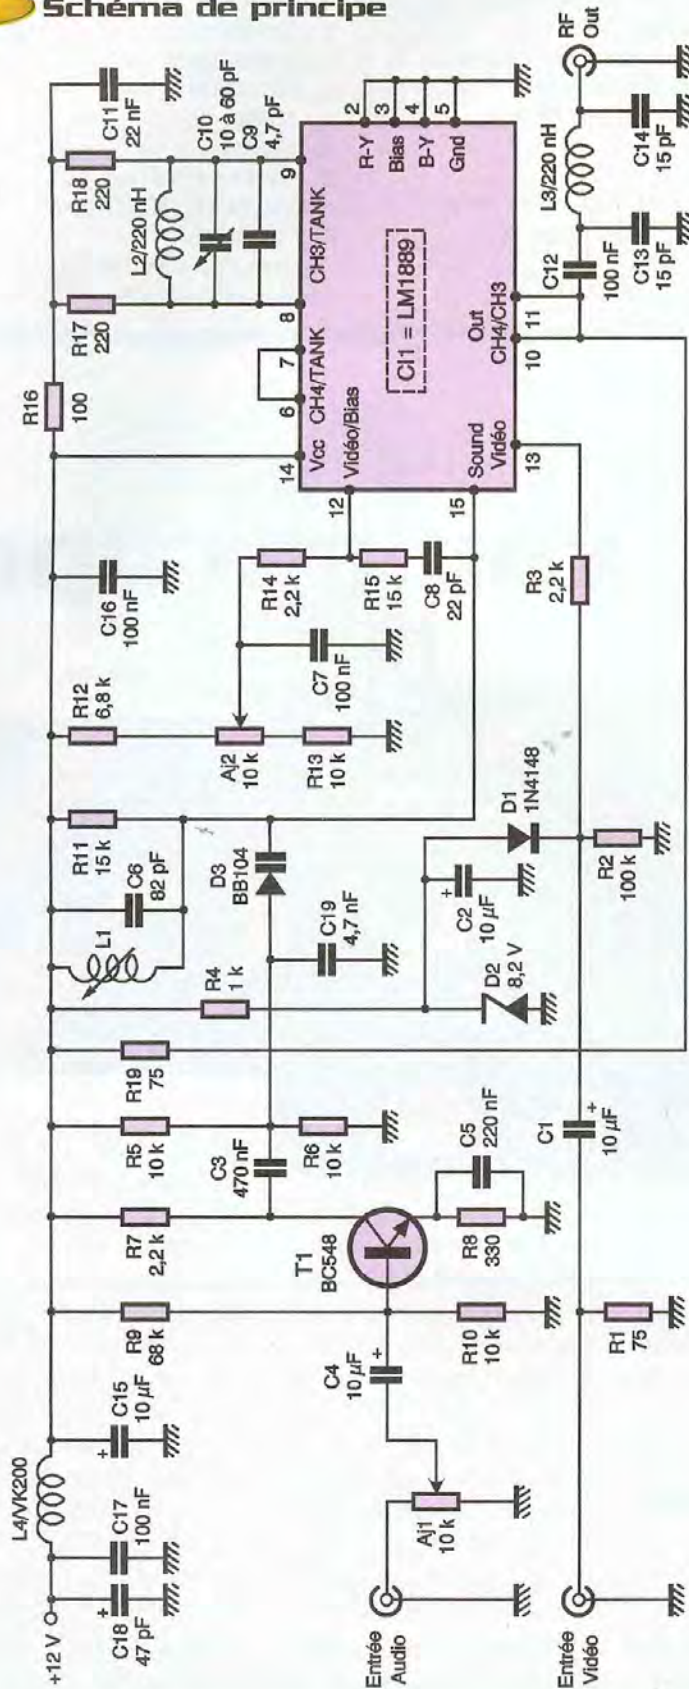 Schéma de principe
+12 V
C18
47 pF
C17
100 nF
L4/VK200
C15
10 µF
R9
68 k
R7
2,2 k
R5
10 k
R19
75
R4
1 k
L1
C6
82 pF
R11
15 k
R12
6,8 k
C16
100 nF
R16
100
R17
220
R18
220
C11
22 nF
L2/220 nH
C10
10 à 60 pF
C9
4,7 pF
Entrée
Audio
Aj1
10 k
C4
10 µF
T1
BC548
R10
10 k
R8
330
C5
220 nF
C3
470 nF
R6
10 k
C19
4,7 nF
D3
BB104
D2
8,2 V
C2
10 µF
D1
1N4148
Aj2
10 k
R13
10 k
C7
100 nF
R14
2,2 k
R15
15 k
C8
22 pF
14
6
7
8
9
Vcc
CH4/TANK
CH3/TANK
12
Vidéo/Bias
CI1 = LM1889
R-Y
2
Bias
3
B-Y
4
Gnd
5
15
Sound
Vidéo
Out
CH4/CH3
13
10
11
Entrée
Vidéo
R1
75
C1
10 µF
+
R2
100 k
R3
2,2 k
C12
100 nF
C13
15 pF
L3/220 nH
C14
15 pF
RF
Out